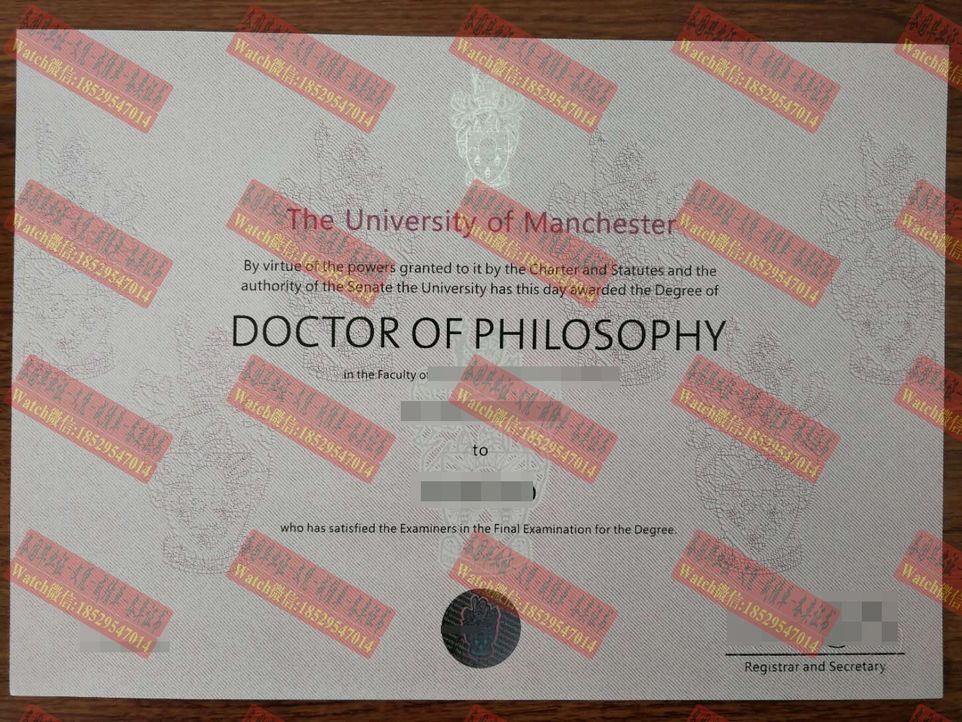 The University of Manchester
By virtue of the powers granted to it by the Charter and Statutes and the
authority of the Senate the University has this day awarded the Degree of
DOCTOR OF PHILOSOPHY
in the Faculty of
to
who has satisfied the Examiners in the Final Examination for the Degree.
Registrar and Secretary
Watch微信:18529547014